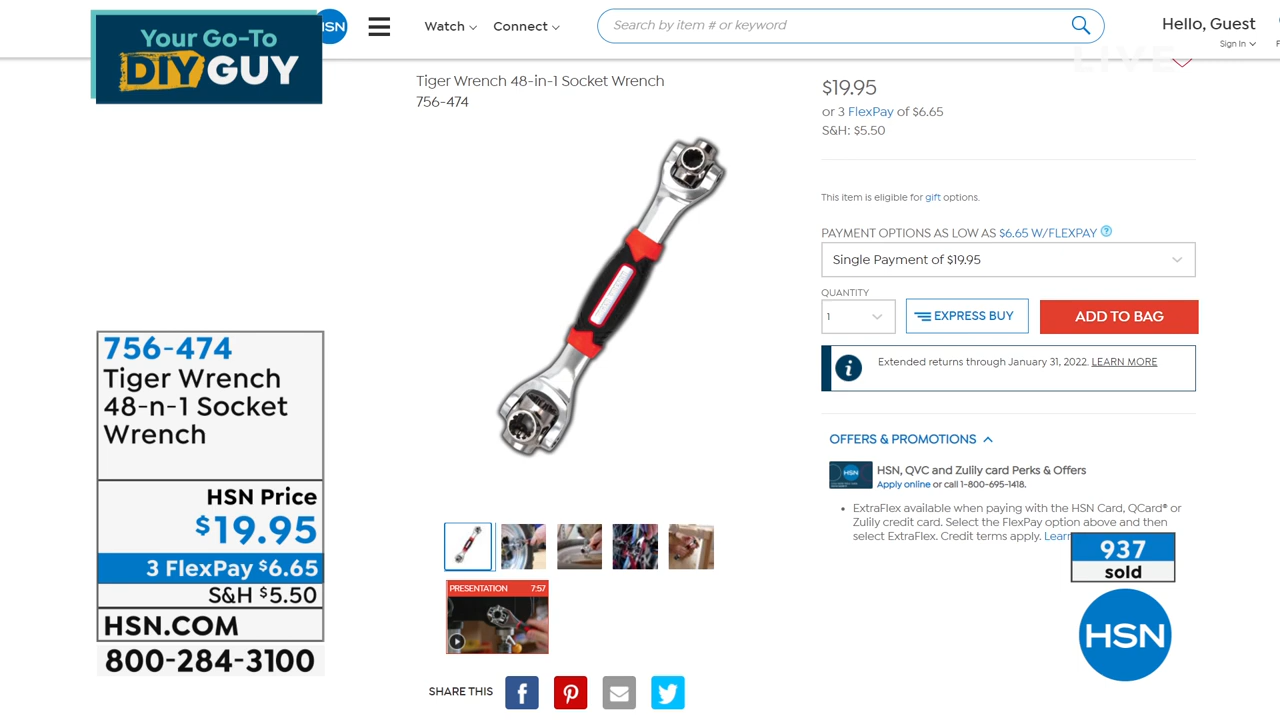 Your Go-To
DIY GUY
HSN
Watch
Connect
Search by item # or keyword
Hello, Guest
Sign In
LIVE
Tiger Wrench 48-in-1 Socket Wrench
756-474
$19.95
or 3 FlexPay of $6.65
S&H: $5.50
This item is eligible for gift options.
PAYMENT OPTIONS AS LOW AS $6.65 W/FLEXPAY ?
Single Payment of $19.95
QUANTITY
1
EXPRESS BUY
ADD TO BAG
i
Extended returns through January 31, 2022. LEARN MORE
OFFERS & PROMOTIONS
HSN
HSN, QVC and Zulily card Perks & Offers
Apply online or call 1-800-695-1418.
• ExtraFlex available when paying with the HSN Card, QCard® or
Zulily credit card. Select the FlexPay option above and then
select ExtraFlex. Credit terms apply. Learn
756-474
Tiger Wrench
48-n-1 Socket
Wrench
HSN Price
$19.95
3 FlexPay $6.65
S&H $5.50
HSN.COM
800-284-3100
PRESENTATION 7:57
SHARE THIS
937
sold
HSN